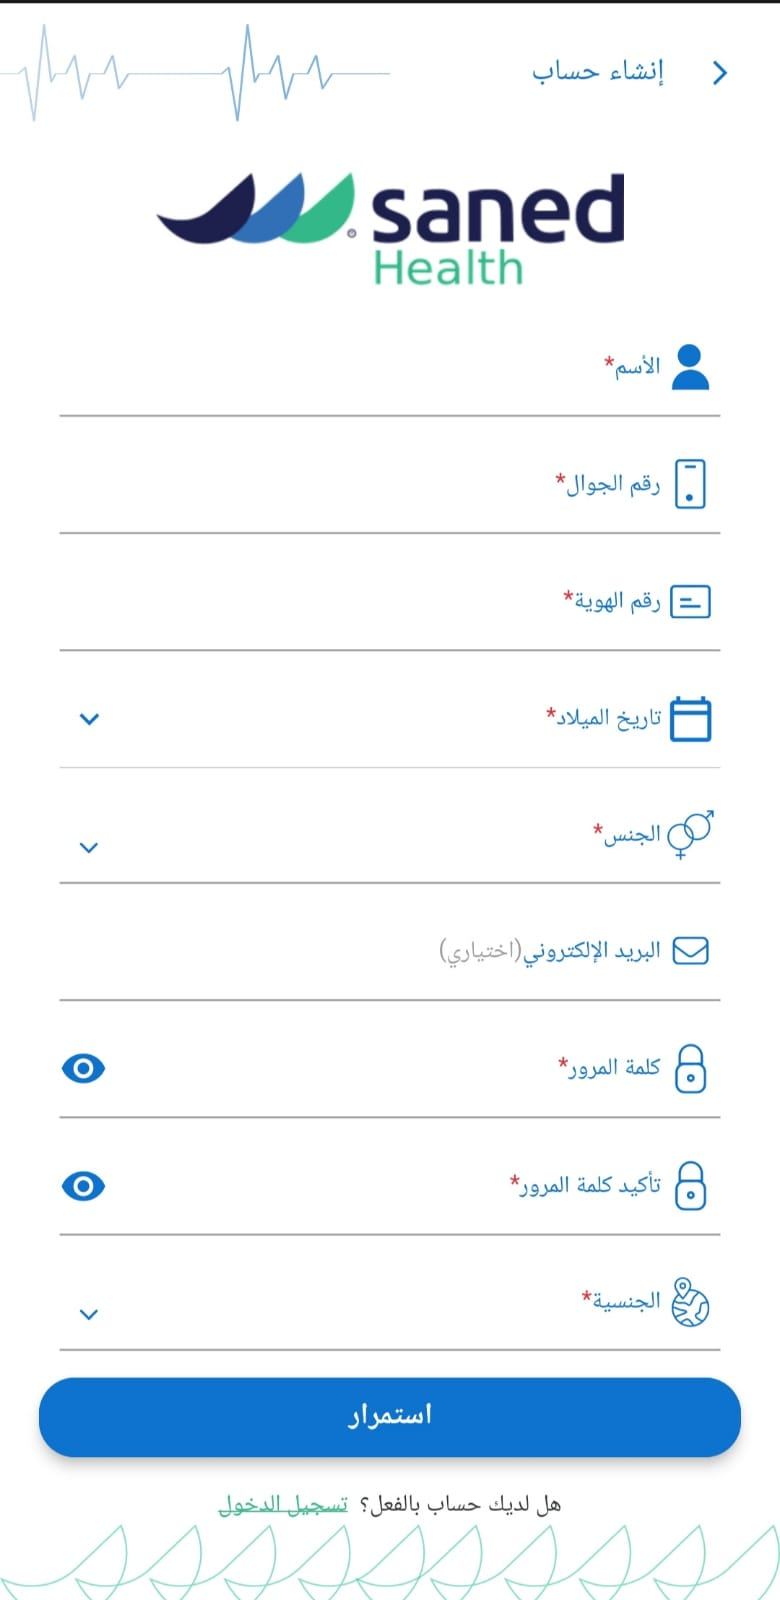 إنشاء حساب
saned
Health
الأسم*
رقم الجوال*
رقم الهوية*
تاريخ الميلاد*
الجنس*
البريد الإلكتروني(اختياري)
كلمة المرور*
تأكيد كلمة المرور*
الجنسية*
استمرار
هل لديك حساب بالفعل؟ تسجيل الدخول